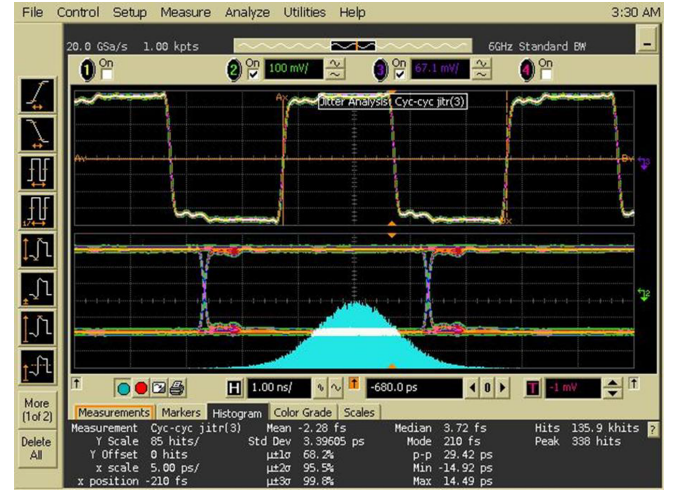 File Control Setup Measure Analyze Utilities Help 3:30 AM
20.0 GSa/s 1.00 kpts 6GHz Standard BW
1 On 2 On 100 mV/ 3 On 67.1 mV/ 4 On
Ax Jitter Analysis: Cyc-cyc jitr(3)
Ay By
Bx
More
(1of 2)
Delete
All
H 1.00 ns/ -680.0 ps 0 T -1 mV
Measurements Markers Histogram Color Grade Scales
Measurement Cyc-cyc jitr(3) Mean -2.28 fs Median 3.72 fs Hits 135.9 khits ?
Y Scale 85 hits/ Std Dev 3.39605 ps Mode 210 fs Peak 338 hits
Y Offset 0 hits μ±1σ 68.2% p-p 29.42 ps
x scale 5.00 ps/ μ±2σ 95.5% Min -14.92 ps
x position -210 fs μ±3σ 99.8% Max 14.49 ps